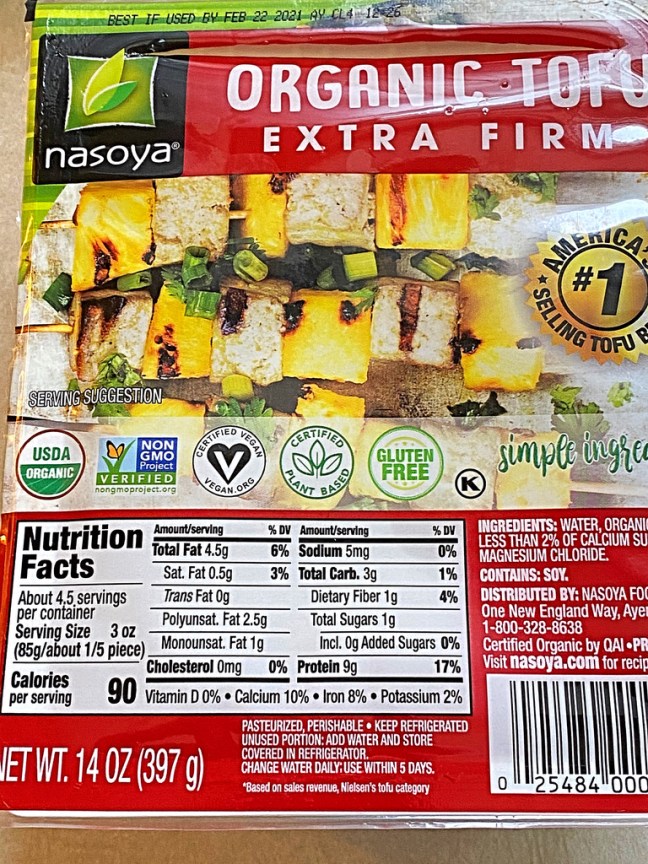 BEST IF USED BY FEB 22 2021 AY CL4 12:26
nasoya®
ORGANIC TOFU
EXTRA FIRM
AMERICA'S
#1
SELLING TOFU
SERVING SUGGESTION
USDA
ORGANIC
NON
GMO
Project
VERIFIED
nongmoproject.org
CERTIFIED VEGAN
VEGAN.ORG
CERTIFIED
PLANT BASED
GLUTEN
FREE
K
simple
Nutrition
Facts
About 4.5 servings
per container
Serving Size 3 oz
(85g/about 1/5 piece)
Calories
per serving 90
Amount/serving % DV
Total Fat 4.5g 6%
Sat. Fat 0.5g 3%
Trans Fat 0g
Polyunsat. Fat 2.5g
Monounsat. Fat 1g
Cholesterol 0mg 0%
Amount/serving % DV
Sodium 5mg 0%
Total Carb. 3g 1%
Dietary Fiber 1g 4%
Total Sugars 1g
Incl. 0g Added Sugars 0%
Protein 9g 17%
Vitamin D 0% • Calcium 10% • Iron 8% • Potassium 2%
INGREDIENTS: WATER, ORGANIC
LESS THAN 2% OF CALCIUM SU
MAGNESIUM CHLORIDE.
CONTAINS: SOY.
DISTRIBUTED BY: NASOYA FOO
One New England Way, Ayer
1-800-328-8638
Certified Organic by QAI •PR
Visit nasoya.com for recip
NET WT. 14 OZ (397 g)
PASTEURIZED, PERISHABLE • KEEP REFRIGERATED
UNUSED PORTION: ADD WATER AND STORE
COVERED IN REFRIGERATOR.
CHANGE WATER DAILY; USE WITHIN 5 DAYS.
*Based on sales revenue, Nielsen's tofu category
0 25484 000